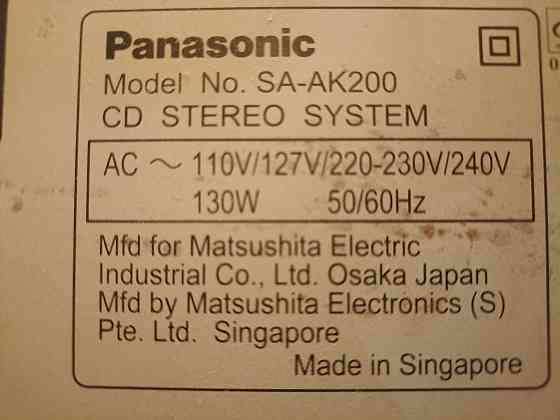 Panasonic
Model No. SA-AK200
CD STEREO SYSTEM
AC ～ 110V/127V/220-230V/240V
130W 50/60Hz
Mfd for Matsushita Electric
Industrial Co., Ltd. Osaka Japan
Mfd by Matsushita Electronics (S)
Pte. Ltd. Singapore
Made in Singapore